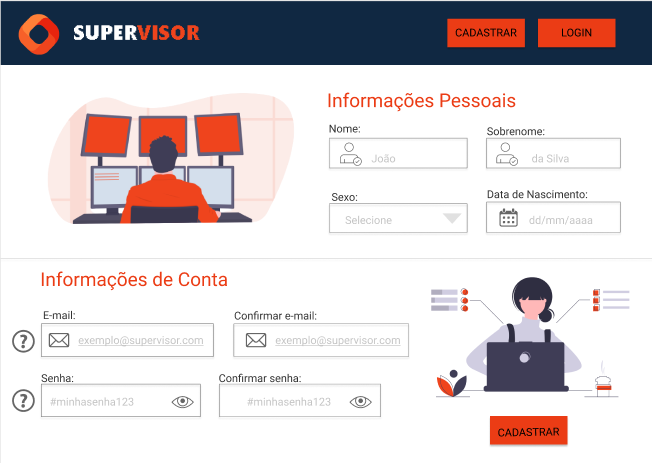 SUPERVISOR
CADASTRAR
LOGIN
Informações Pessoais
Nome:
João
Sobrenome:
da Silva
Sexo:
Selecione
Data de Nascimento:
dd/mm/aaaa
Informações de Conta
E-mail:
exemplo@supervisor.com
Confirmar e-mail:
exemplo@supervisor.com
?
Senha:
#minhasenha123
Confirmar senha:
#minhasenha123
?
CADASTRAR